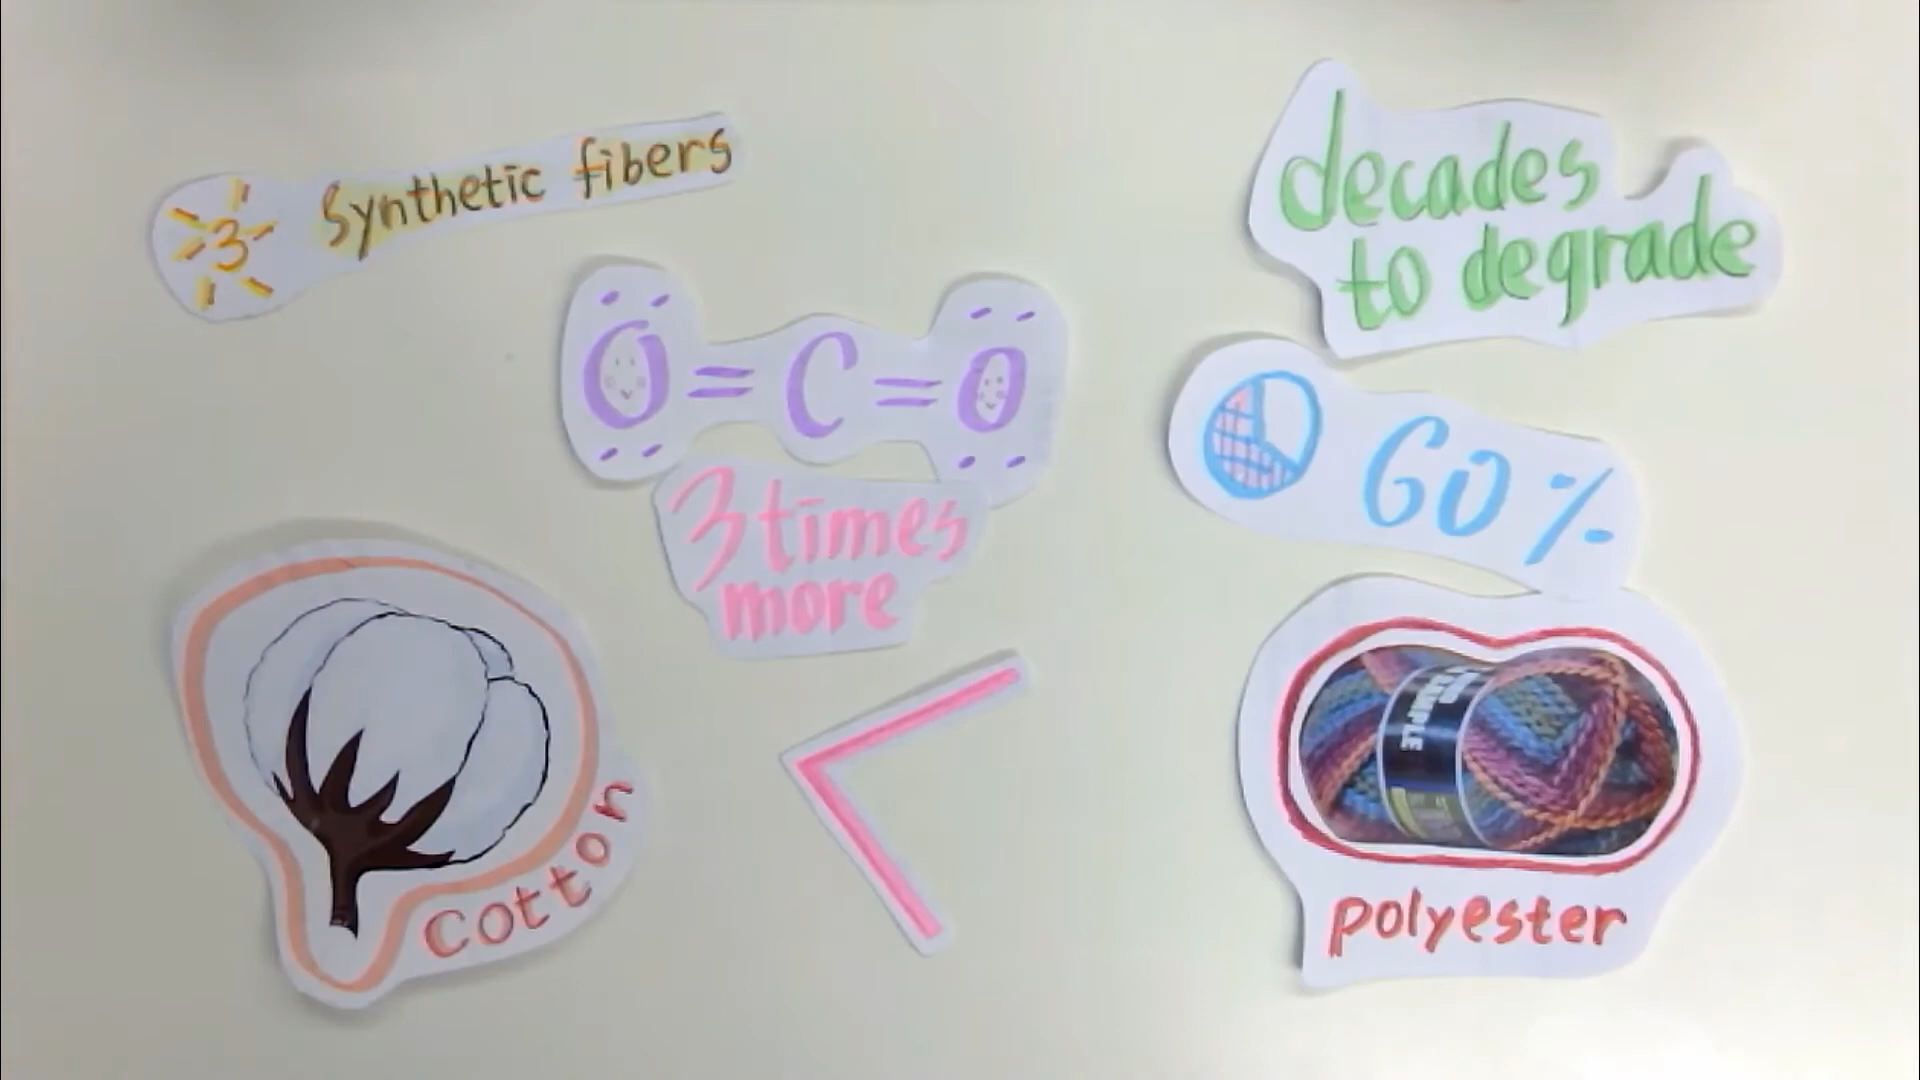 3 Synthetic fibers
decades
to degrade
O=C=O
60%
3 times
more
<
cotton
polyester